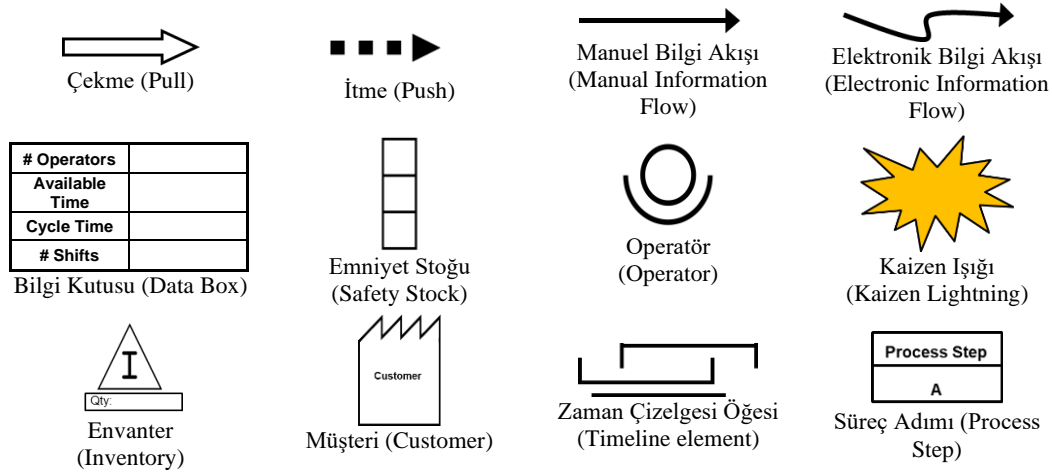 Çekme (Pull)
İtme (Push)
Manuel Bilgi Akışı
(Manual Information
Flow)
Elektronik Bilgi Akışı
(Electronic Information
Flow)
# Operators
Available
Time
Cycle Time
# Shifts
Bilgi Kutusu (Data Box)
Emniyet Stoğu
(Safety Stock)
Operatör
(Operator)
Kaizen Işığı
(Kaizen Lightning)
I
Qty:
Envanter
(Inventory)
Customer
Müşteri (Customer)
Zaman Çizelgesi Öğesi
(Timeline element)
Process Step
A
Süreç Adımı (Process
Step)